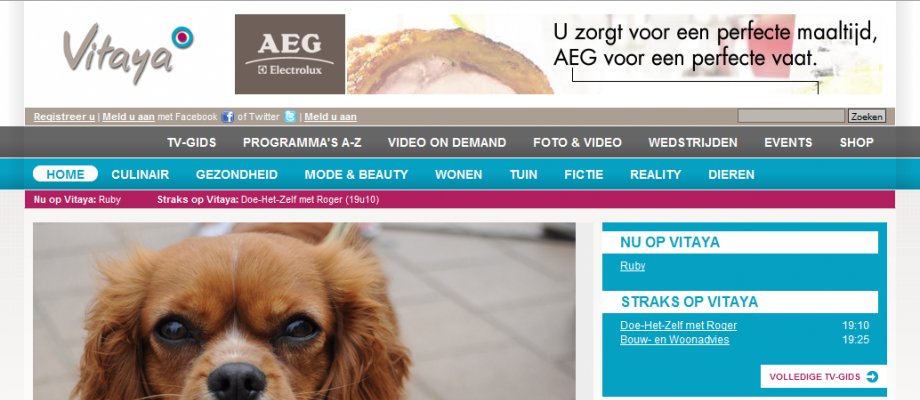 Vitaya
AEG
Electrolux
U zorgt voor een perfecte maaltijd,
AEG voor een perfecte vaat.
Registreer u | Meld u aan met Facebook of Twitter | Meld u aan
Zoeken
TV-GIDS PROGRAMMA'S A-Z VIDEO ON DEMAND FOTO & VIDEO WEDSTRIJDEN EVENTS SHOP
HOME CULINAIR GEZONDHEID MODE & BEAUTY WONEN TUIN FICTIE REALITY DIEREN
Nu op Vitaya: Ruby Straks op Vitaya: Doe-Het-Zelf met Roger (19u10)
NU OP VITAYA
Ruby
STRAKS OP VITAYA
Doe-Het-Zelf met Roger 19:10
Bouw- en Woonadvies 19:25
VOLLEDIGE TV-GIDS